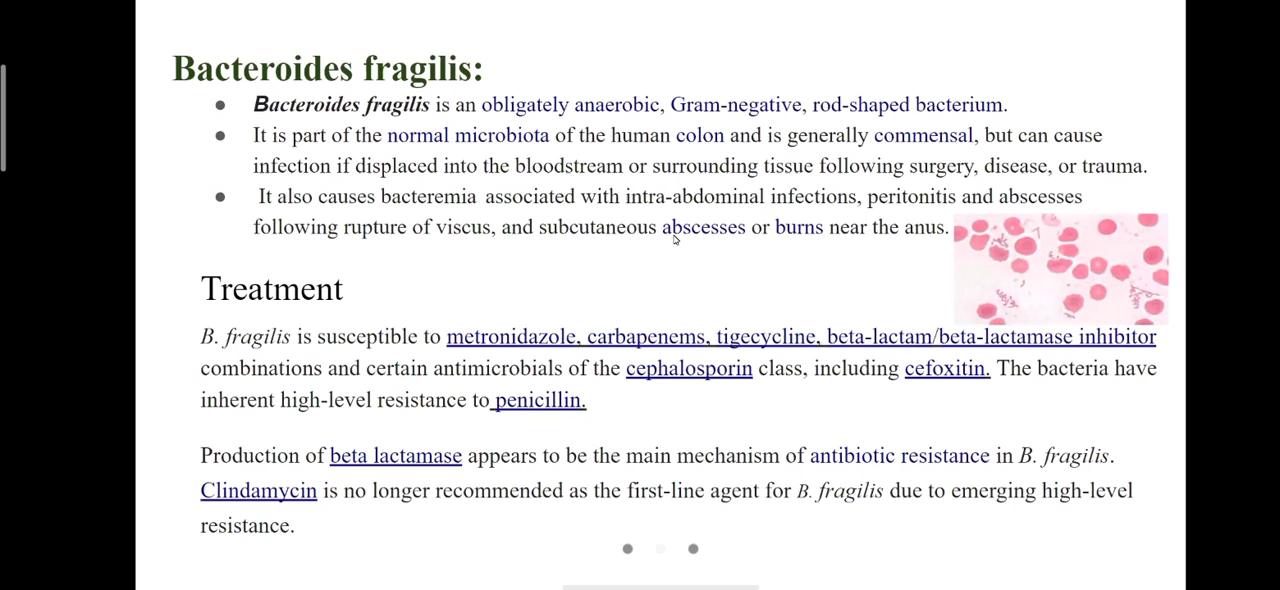 Bacteroides fragilis:
● Bacteroides fragilis is an obligately anaerobic, Gram-negative, rod-shaped bacterium.
● It is part of the normal microbiota of the human colon and is generally commensal, but can cause
infection if displaced into the bloodstream or surrounding tissue following surgery, disease, or trauma.
● It also causes bacteremia associated with intra-abdominal infections, peritonitis and abscesses
following rupture of viscus, and subcutaneous abscesses or burns near the anus.
Treatment
B. fragilis is susceptible to metronidazole, carbapenems, tigecycline, beta-lactam/beta-lactamase inhibitor
combinations and certain antimicrobials of the cephalosporin class, including cefoxitin. The bacteria have
inherent high-level resistance to penicillin.
Production of beta lactamase appears to be the main mechanism of antibiotic resistance in B. fragilis.
Clindamycin is no longer recommended as the first-line agent for B. fragilis due to emerging high-level
resistance.